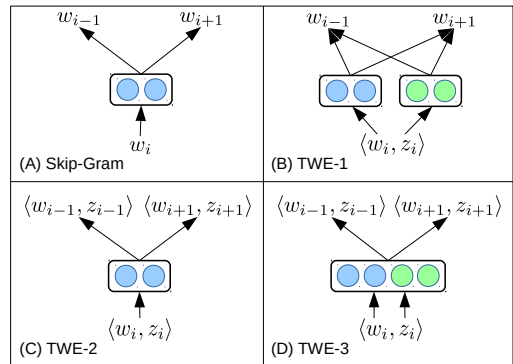 w_{i-1} w_{i+1}
w_i
(A) Skip-Gram
w_{i-1} w_{i+1}
⟨w_i, z_i⟩
(B) TWE-1
⟨w_{i-1}, z_{i-1}⟩ ⟨w_{i+1}, z_{i+1}⟩
⟨w_i, z_i⟩
(C) TWE-2
⟨w_{i-1}, z_{i-1}⟩ ⟨w_{i+1}, z_{i+1}⟩
⟨w_i, z_i⟩
(D) TWE-3